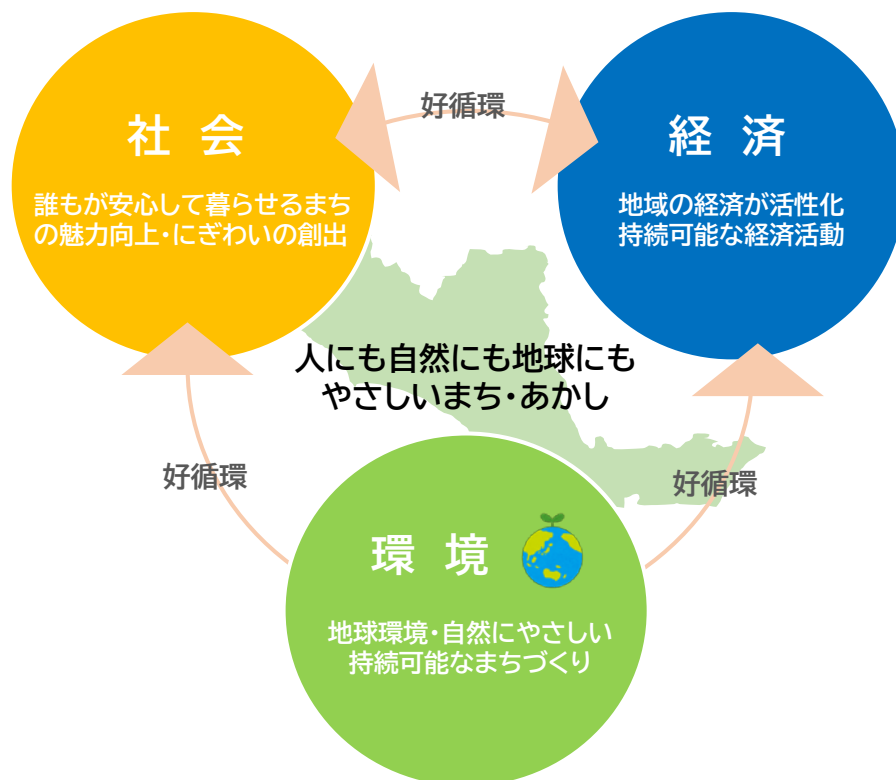 好循環
社 会
経 済
誰もが安心して暮らせるまち
の魅力向上・にぎわいの創出
地域の経済が活性化
持続可能な経済活動
人にも自然にも地球にも
やさしいまち・あかし
好循環
好循環
環 境
地球環境・自然にやさしい
持続可能なまちづくり